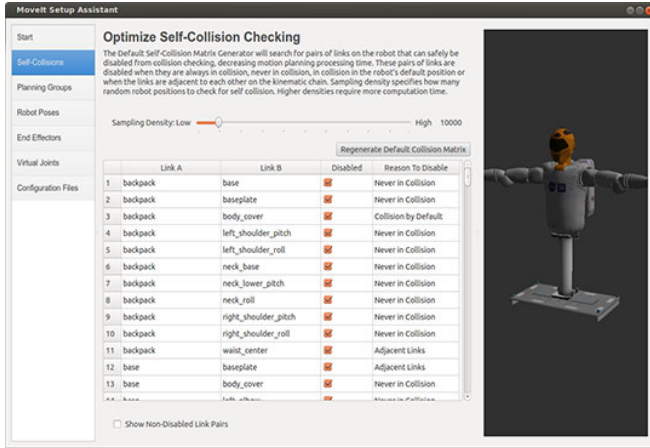 MoveIt Setup Assistant
Start
Self-Collisions
Planning Groups
Robot Poses
End Effectors
Virtual Joints
Configuration Files
Optimize Self-Collision Checking
The Default Self-Collision Matrix Generator will search for pairs of links on the robot that can safely be
disabled from collision checking, decreasing motion planning processing time. These pairs of links are
disabled when they are always in collision, never in collision, in collision in the robot's default position or
when the links are adjacent to each other on the kinematic chain. Sampling density specifies how many
random robot positions to check for self collision. Higher densities require more computation time.
Sampling Density: Low High 10000
Regenerate Default Collision Matrix
Link A Link B Disabled Reason To Disable
1 backpack base Never in Collision
2 backpack baseplate Never in Collision
3 backpack body_cover Collision by Default
4 backpack left_shoulder_pitch Never in Collision
5 backpack left_shoulder_roll Never in Collision
6 backpack neck_base Never in Collision
7 backpack neck_lower_pitch Never in Collision
8 backpack neck_roll Never in Collision
9 backpack right_shoulder_pitch Never in Collision
10 backpack right_shoulder_roll Never in Collision
11 backpack waist_center Adjacent Links
12 base baseplate Adjacent Links
13 base body_cover Never in Collision
Show Non-Disabled Link Pairs